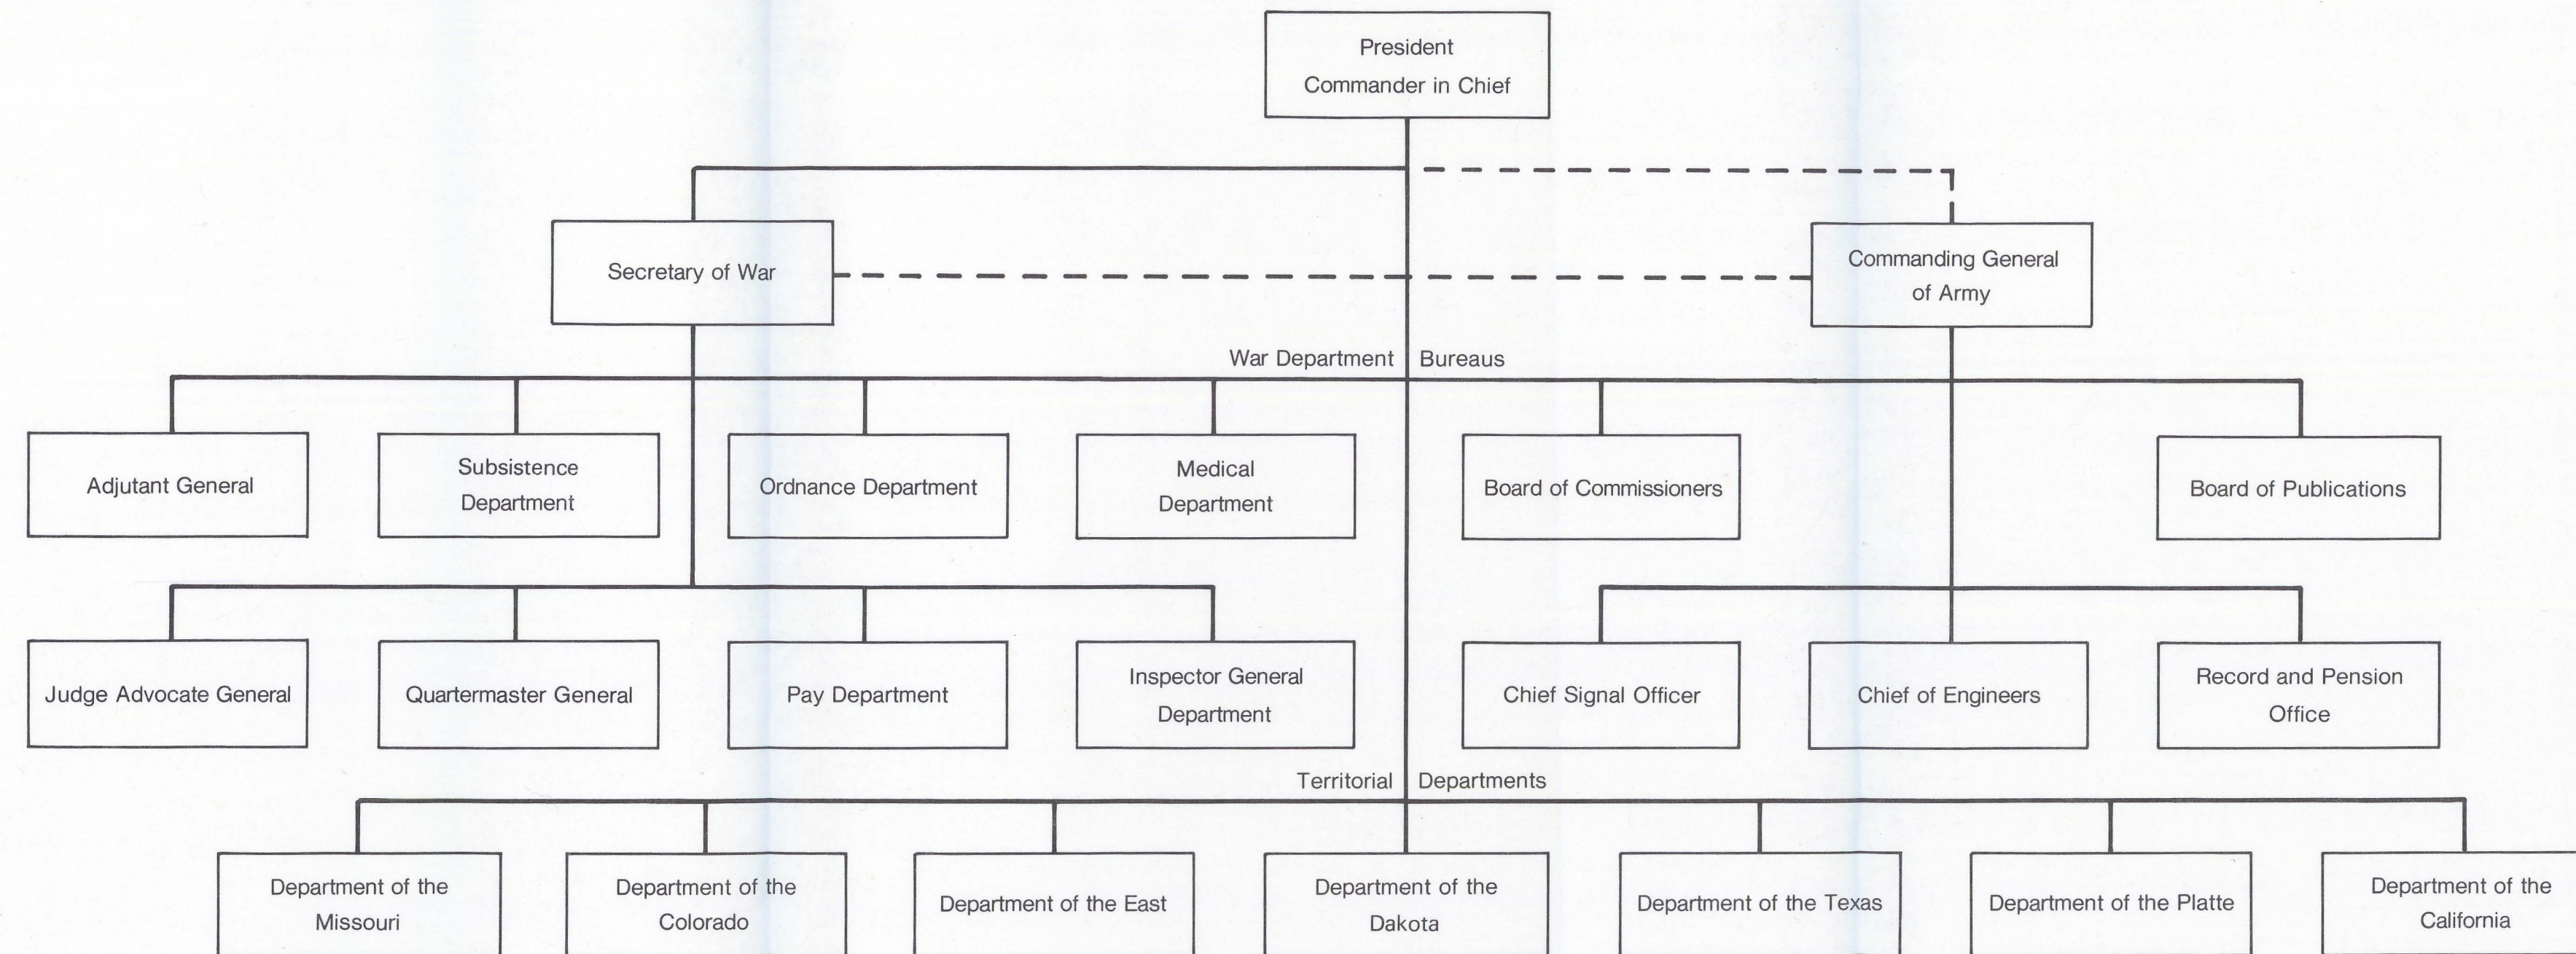 President
Commander in Chief
Secretary of War
Commanding General
of Army
War Department Bureaus
Adjutant General
Subsistence
Department
Ordnance Department
Medical
Department
Board of Commissioners
Board of Publications
Judge Advocate General
Quartermaster General
Pay Department
Inspector General
Department
Chief Signal Officer
Chief of Engineers
Record and Pension
Office
Territorial Departments
Department of the
Missouri
Department of the
Colorado
Department of the East
Department of the
Dakota
Department of the Texas
Department of the Platte
Department of the
California